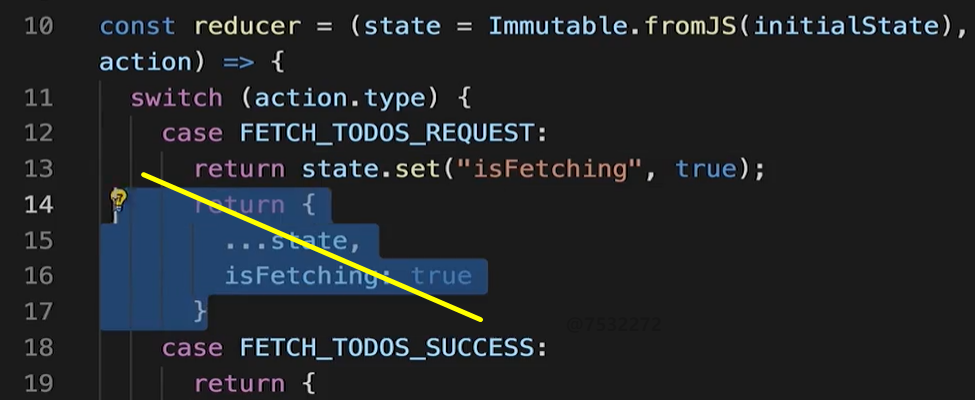 10 const reducer = (state = Immutable.fromJS(initialState),
action) => {
11 switch (action.type) {
12 case FETCH_TODOS_REQUEST:
13 return state.set("isFetching", true);
14 return {
15 ...state,
16 isFetching: true
17 }
@7532272
18 case FETCH_TODOS_SUCCESS:
19 return {